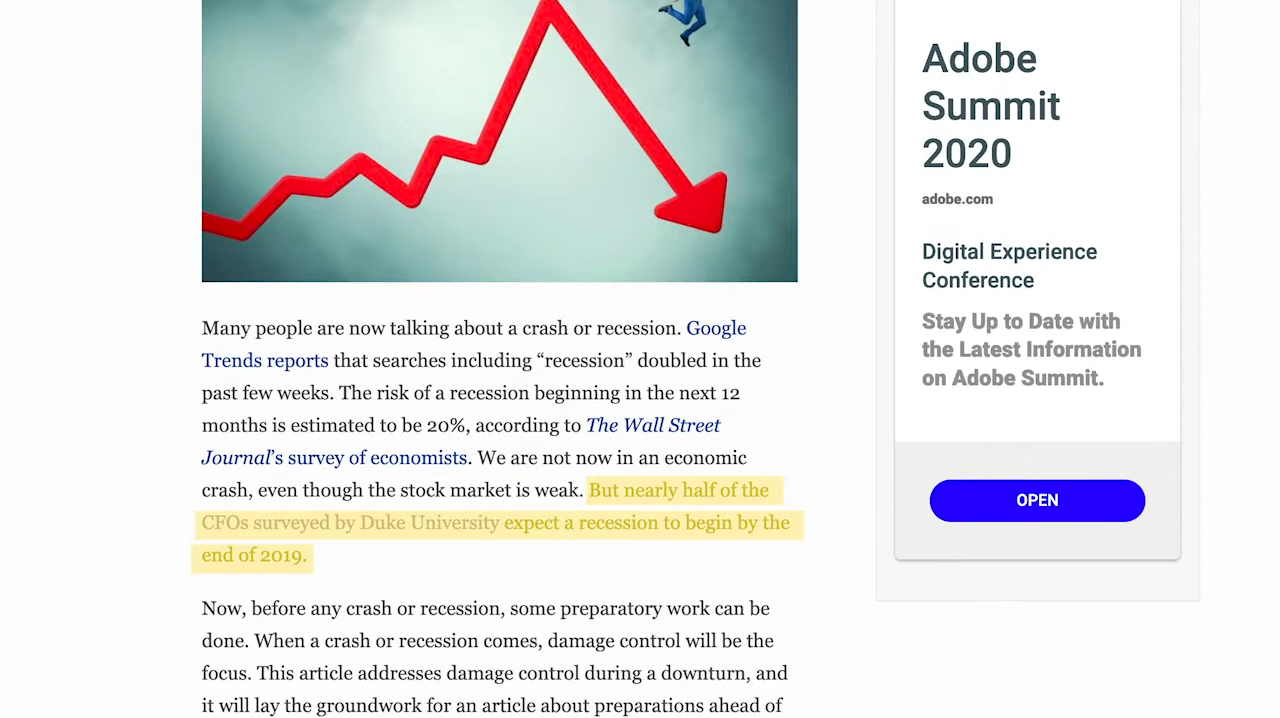 Many people are now talking about a crash or recession. Google
Trends reports that searches including “recession” doubled in the
past few weeks. The risk of a recession beginning in the next 12
months is estimated to be 20%, according to The Wall Street
Journal’s survey of economists. We are not now in an economic
crash, even though the stock market is weak. But nearly half of the
CFOs surveyed by Duke University expect a recession to begin by the
end of 2019.
Now, before any crash or recession, some preparatory work can be
done. When a crash or recession comes, damage control will be the
focus. This article addresses damage control during a downturn, and
it will lay the groundwork for an article about preparations ahead of
Adobe
Summit
2020
adobe.com
Digital Experience
Conference
Stay Up to Date with
the Latest Information
on Adobe Summit.
OPEN